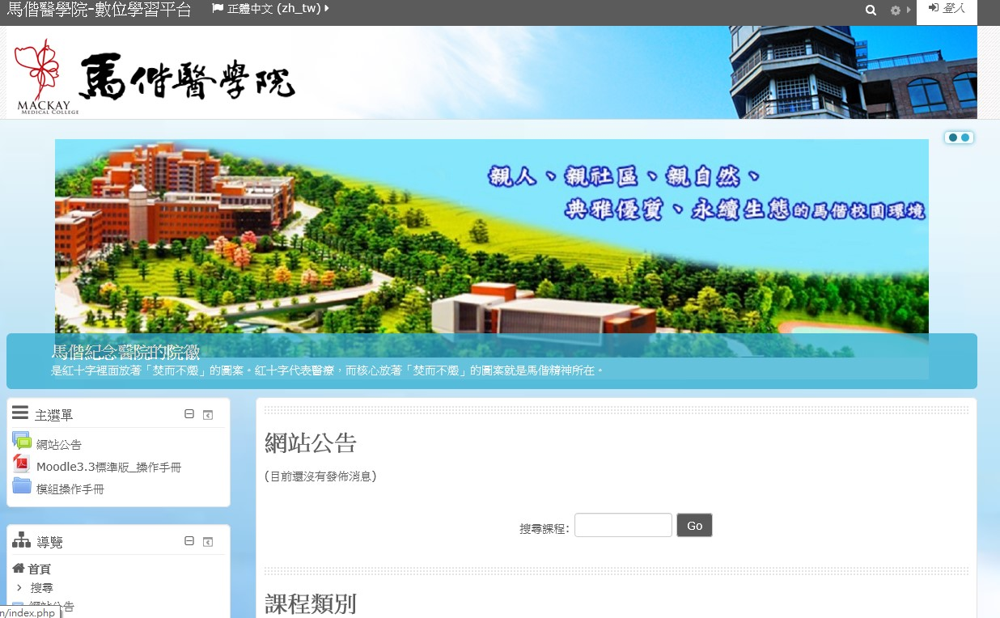 馬偕醫學院-數位學習平台
正體中文 (zh_tw)
登入
馬偕醫學院
MACKAY
MEDICAL COLLEGE
親人、親社區、親自然、
典雅優質、永續生態的馬偕校園環境
馬偕紀念醫院的院徽
是紅十字裡面放著「焚而不燬」的圖案。紅十字代表醫療，而核心放著「焚而不燬」的圖案就是馬偕精神所在。
主選單
網站公告
Moodle3.3標準版_操作手冊
模組操作手冊
導覽
首頁
搜尋
網站公告
n/index.php
網站公告
(目前還沒有發佈消息)
搜尋課程:
Go
課程類別